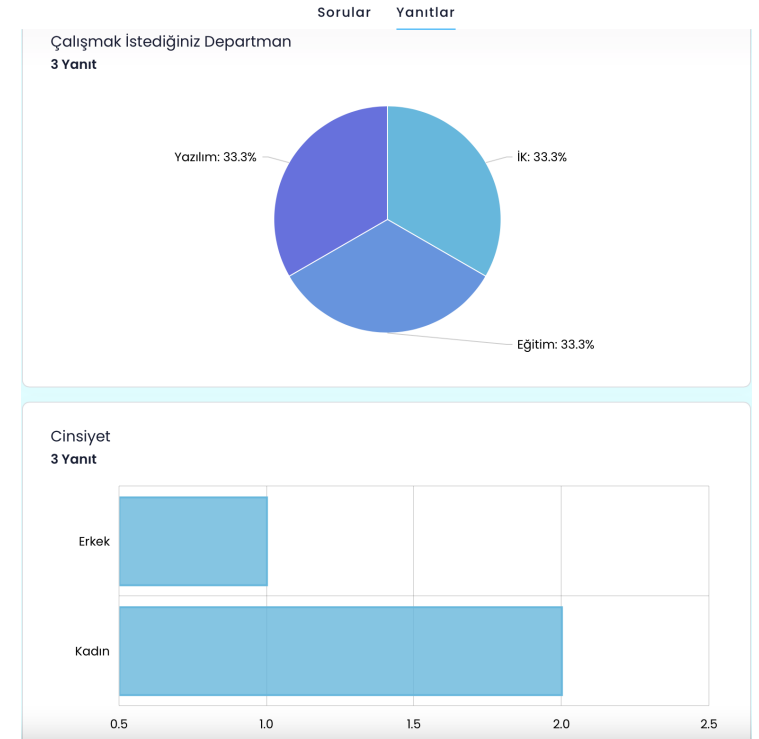 Sorular Yanıtlar
Çalışmak İstediğiniz Departman
3 Yanıt
Yazılım: 33.3%
İK: 33.3%
Eğitim: 33.3%
Cinsiyet
3 Yanıt
Erkek
Kadın
0.5 1.0 1.5 2.0 2.5